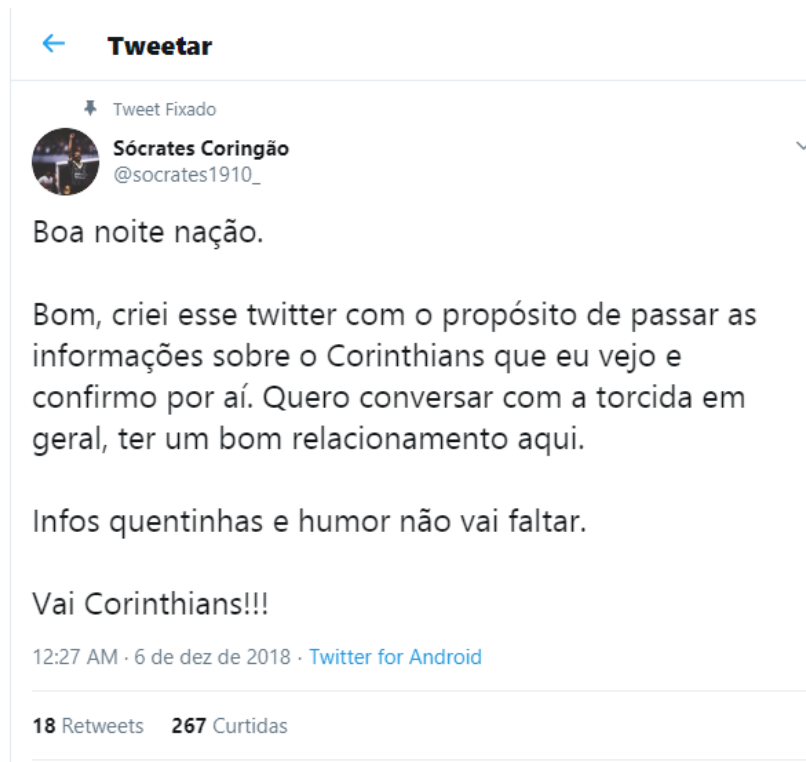 Tweetar
Tweet Fixado
Sócrates Coringão
@socrates1910_
Boa noite nação.
Bom, criei esse twitter com o propósito de passar as
informações sobre o Corinthians que eu vejo e
confirmo por aí. Quero conversar com a torcida em
geral, ter um bom relacionamento aqui.
Infos quentinhas e humor não vai faltar.
Vai Corinthians!!!
12:27 AM · 6 de dez de 2018 · Twitter for Android
18 Retweets 267 Curtidas